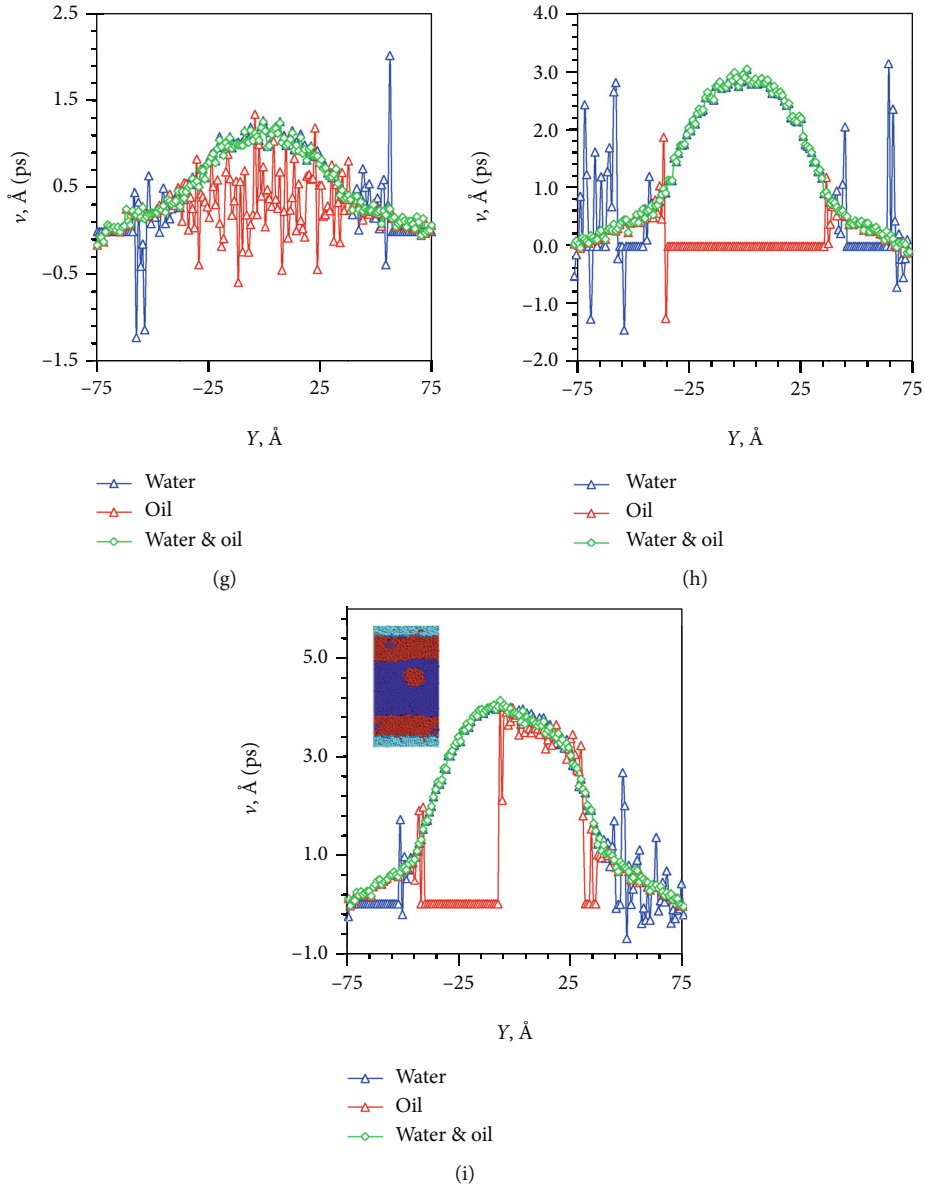 2.5
1.5
0.5
0.5
–1.5
–75
–25
25
75
v, Å (ps)
Y, Å
Water
Oil
Water & oil
(g)
4.0
3.0
2.0
1.0
0.0
–1.0
–2.0
–75
–25
25
75
v, Å (ps)
Y, Å
Water
Oil
Water & oil
(h)
5.0
3.0
1.0
–1.0
–75
–25
25
75
v, Å (ps)
Y, Å
Water
Oil
Water & oil
(i)